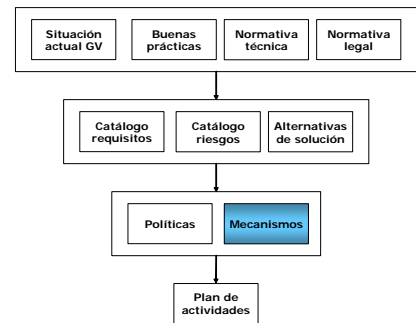 Situación
actual GV
Buenas
prácticas
Normativa
técnica
Normativa
legal
Catálogo
requisitos
Catálogo
riesgos
Alternativas
de solución
Políticas
Mecanismos
Plan de
actividades